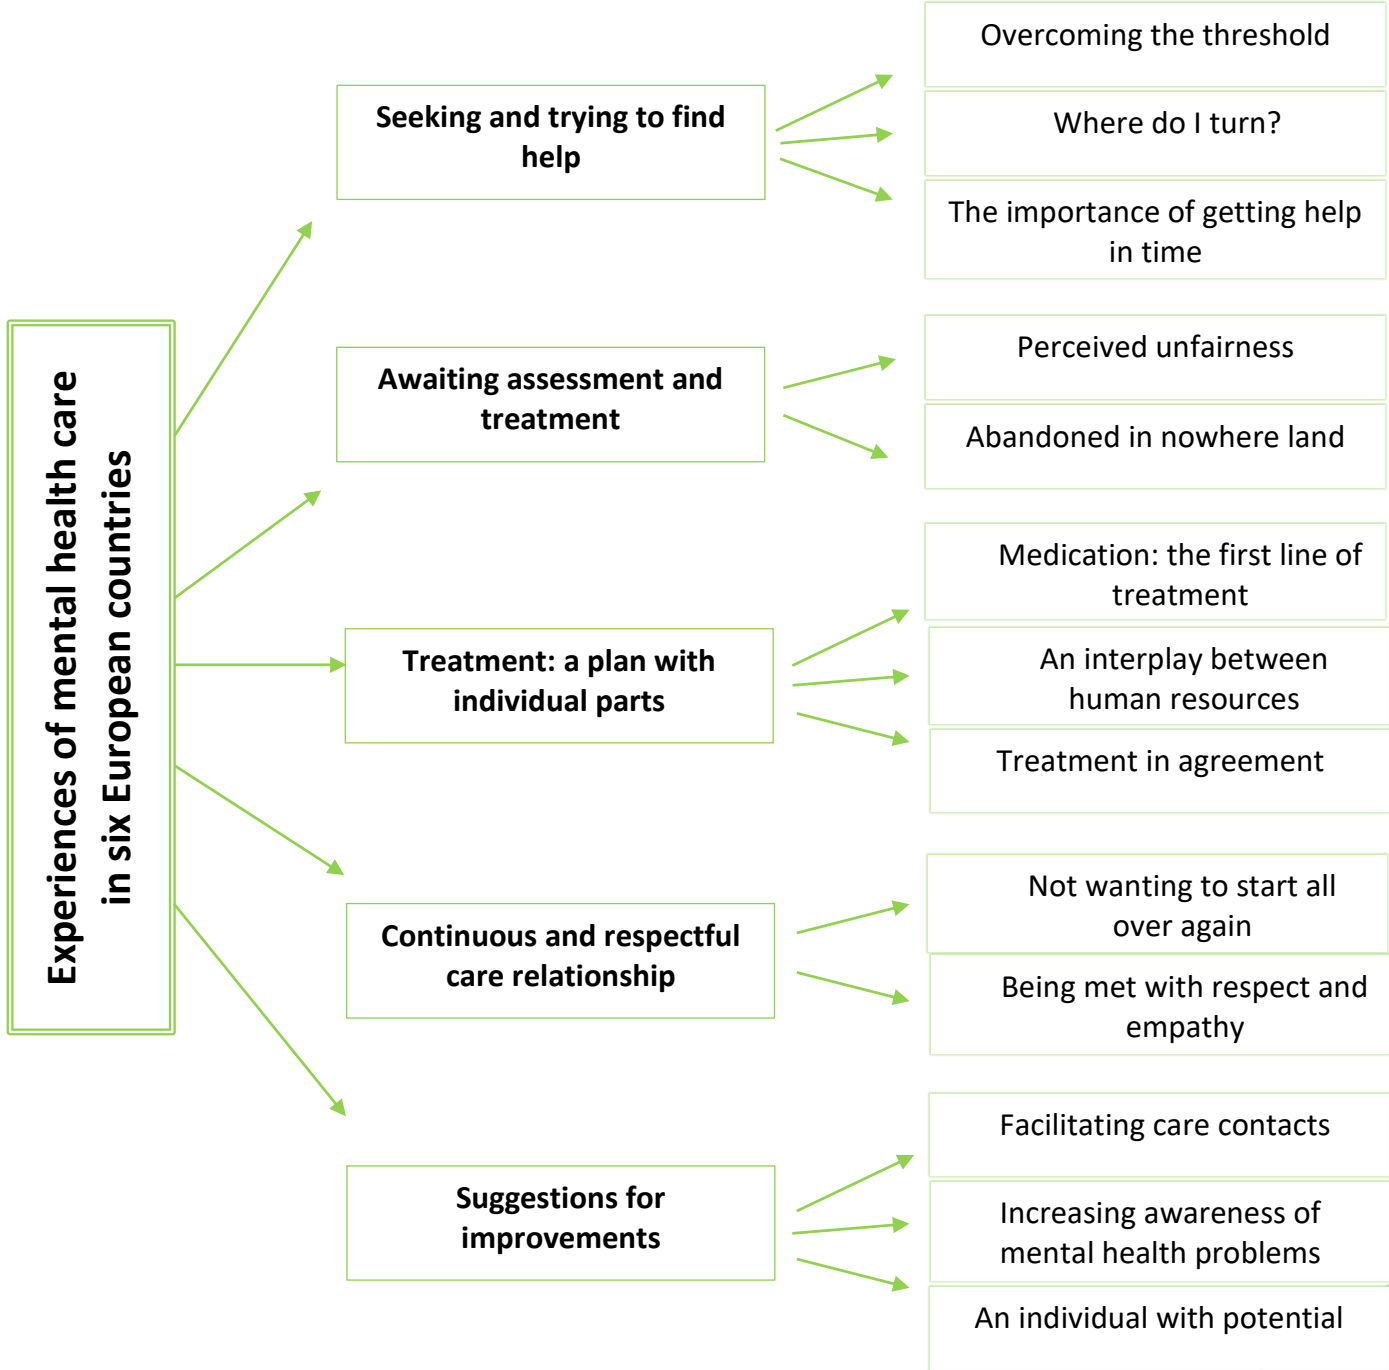 Experiences of mental health care
in six European countries
Seeking and trying to find
help
Overcoming the threshold
Where do I turn?
The importance of getting help
in time
Awaiting assessment and
treatment
Perceived unfairness
Abandoned in nowhere land
Treatment: a plan with
individual parts
Medication: the first line of
treatment
An interplay between
human resources
Treatment in agreement
Continuous and respectful
care relationship
Not wanting to start all
over again
Being met with respect and
empathy
Suggestions for
improvements
Facilitating care contacts
Increasing awareness of
mental health problems
An individual with potential